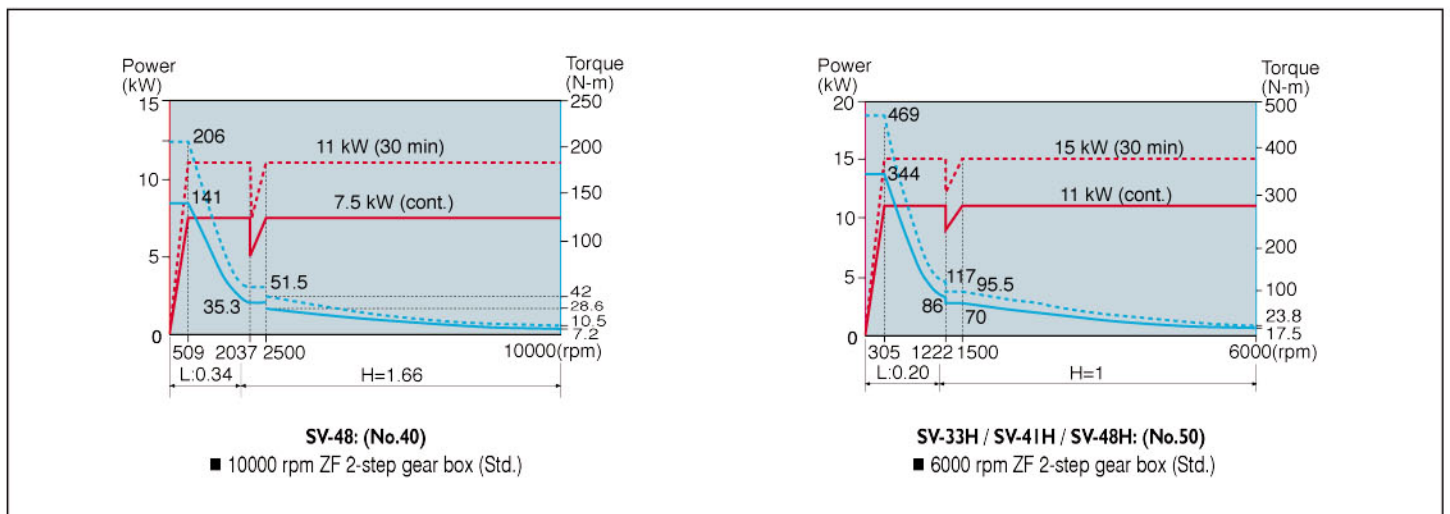 Power
(kW)
Torque
(N-m)
15
10
5
0
250
200
150
100
50
42
28.6
10.5
7.2
206
141
11 kW (30 min)
7.5 kW (cont.)
51.5
35.3
509 2037 2500 10000(rpm)
L:0.34 H=1.66
SV-48: (No.40)
■ 10000 rpm ZF 2-step gear box (Std.)
Power
(kW)
Torque
(N-m)
20
15
10
5
0
500
400
300
200
100
23.8
17.5
469
344
15 kW (30 min)
11 kW (cont.)
117 95.5
86 70
305 1222 1500 6000(rpm)
L:0.20 H=1
SV-33H / SV-41H / SV-48H: (No.50)
■ 6000 rpm ZF 2-step gear box (Std.)